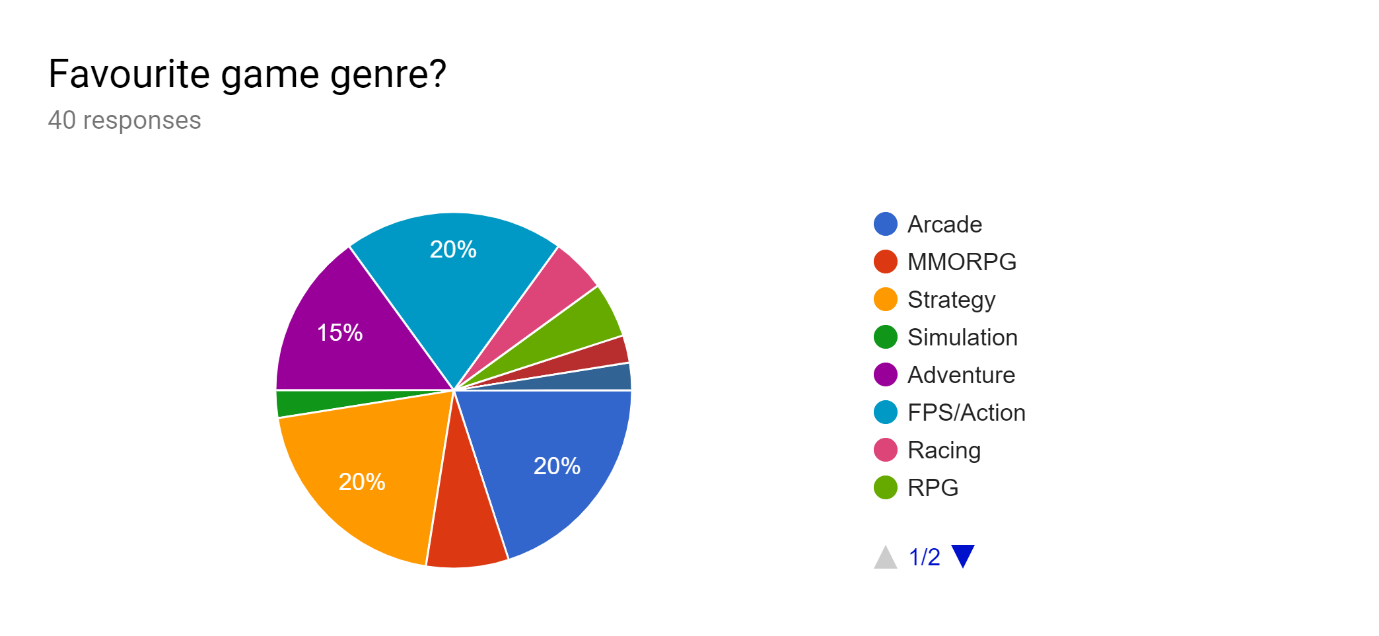 Favourite game genre?
40 responses
20%
15%
20%
20%
Arcade
MMORPG
Strategy
Simulation
Adventure
FPS/Action
Racing
RPG
1/2